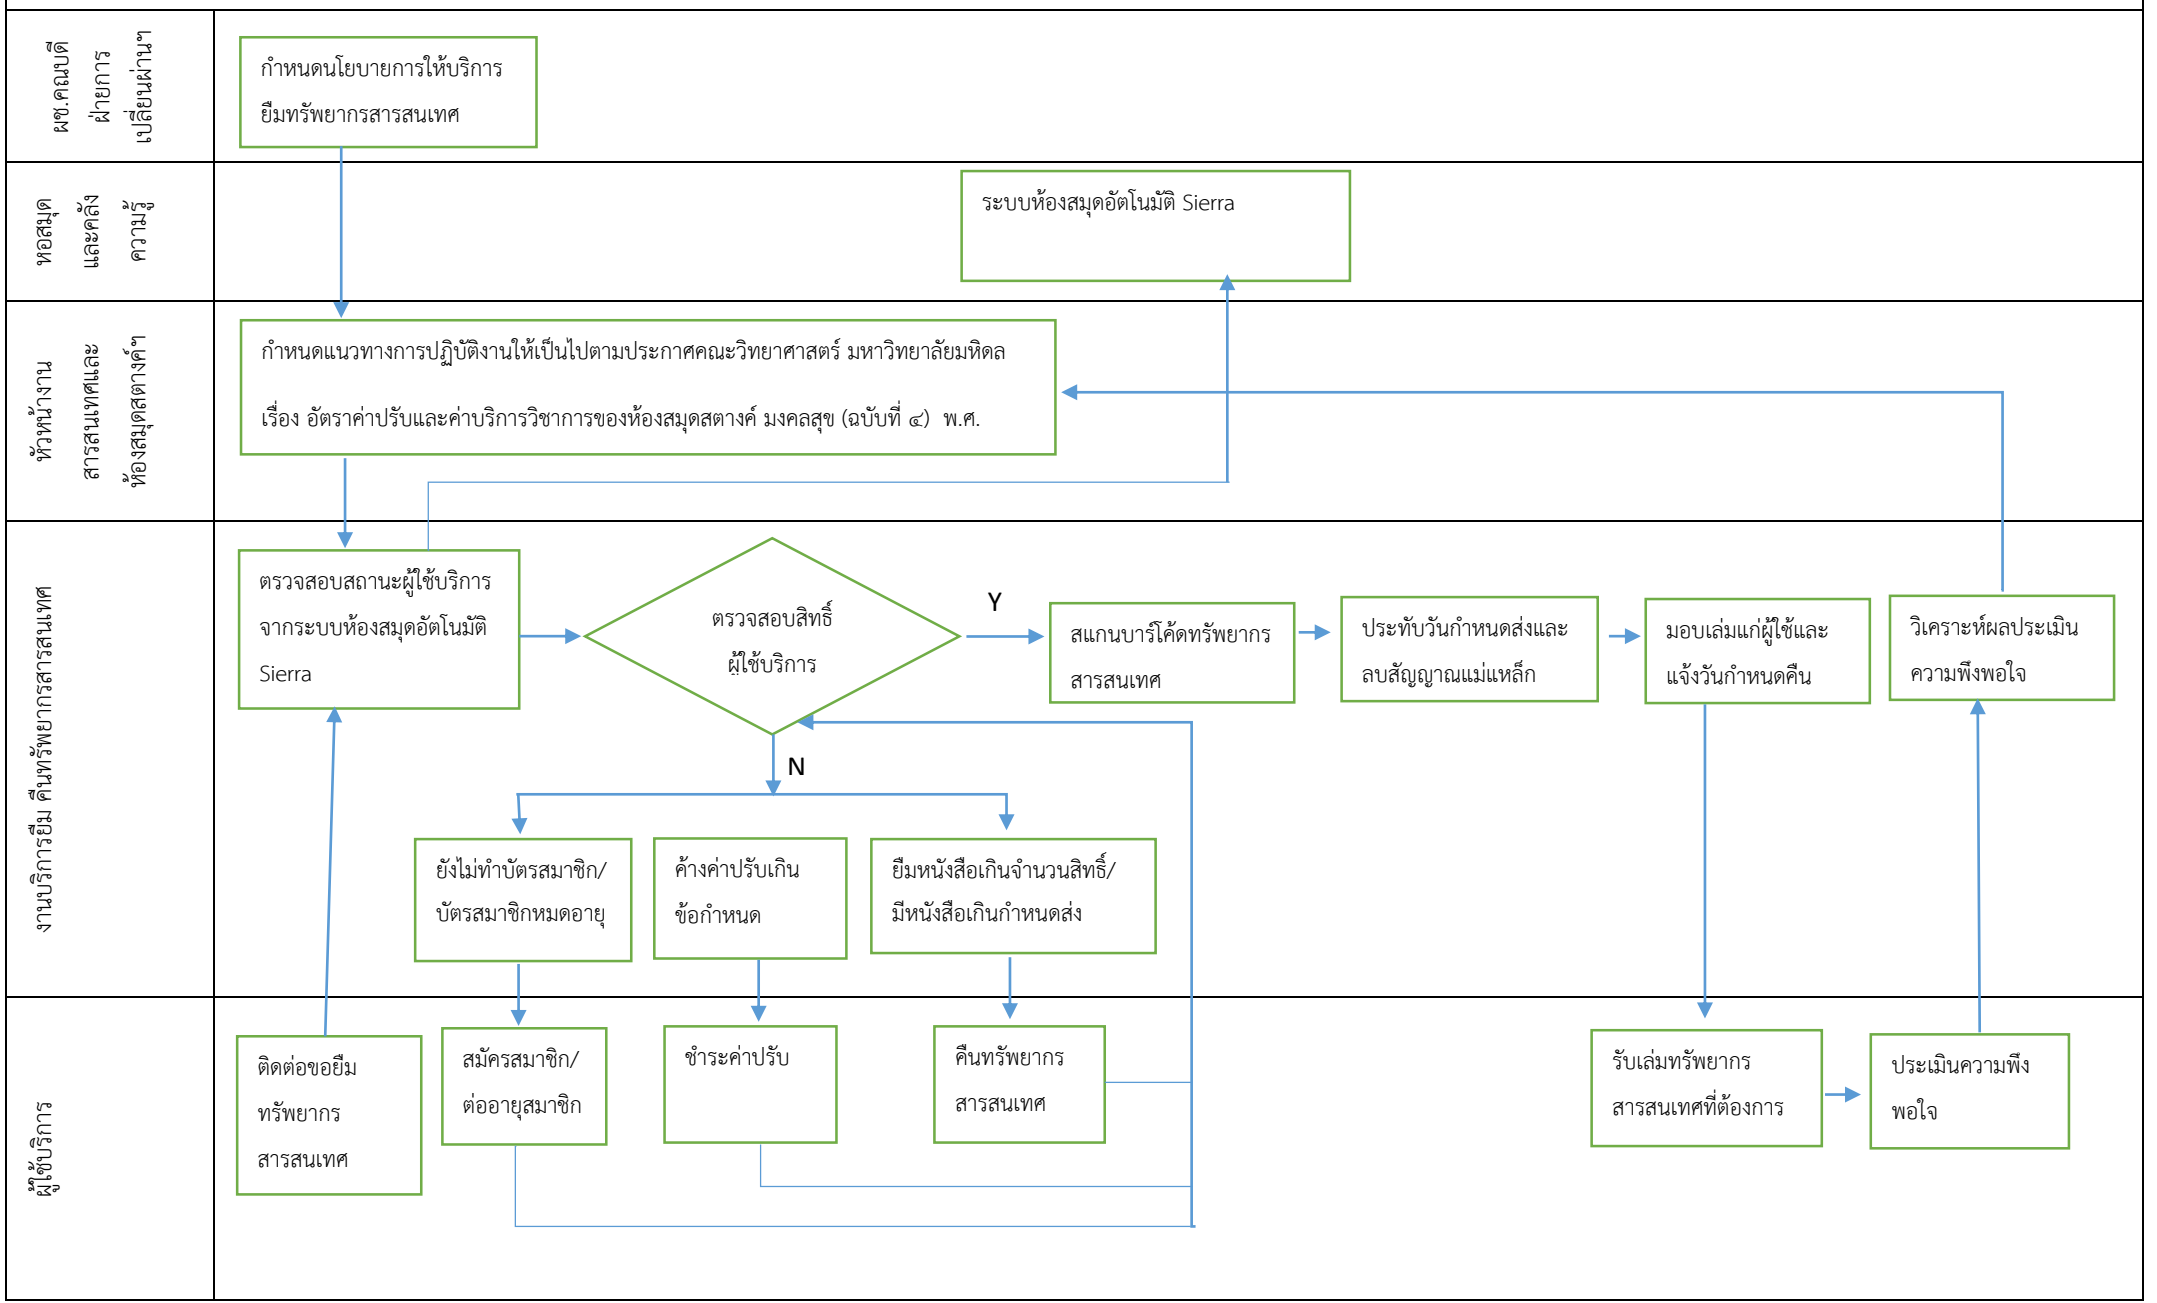 ผช.คณบดี
ฝ่ายการ
เปลี่ยนผ่านฯ
กำหนดนโยบายการให้บริการ
ยืมทรัพยากรสารสนเทศ
หอสมุด
และคลัง
ความรู้
ระบบห้องสมุดอัตโนมัติ Sierra
หัวหน้างาน
สารสนเทศและ
ห้องสมุดสตางค์ฯ
กำหนดแนวทางการปฏิบัติงานให้เป็นไปตามประกาศคณะวิทยาศาสตร์ มหาวิทยาลัยมหิดล
เรื่อง อัตราค่าปรับและค่าบริการวิชาการของห้องสมุดสตางค์ มงคลสุข (ฉบับที่ ๔) พ.ศ.
งานบริการยืม คืนทรัพยากรสารสนเทศ
ตรวจสอบสถานะผู้ใช้บริการ
จากระบบห้องสมุดอัตโนมัติ
Sierra
ตรวจสอบสิทธิ์
ผู้ใช้บริการ
Y
สแกนบาร์โค้ดทรัพยากร
สารสนเทศ
ประทับวันกำหนดส่งและ
ลบสัญญาณแม่แหล็ก
มอบเล่มแก่ผู้ใช้และ
แจ้งวันกำหนดคืน
วิเคราะห์ผลประเมิน
ความพึงพอใจ
N
ยังไม่ทำบัตรสมาชิก/
บัตรสมาชิกหมดอายุ
ค้างค่าปรับเกิน
ข้อกำหนด
ยืมหนังสือเกินจำนวนสิทธิ์/
มีหนังสือเกินกำหนดส่ง
ผู้ใช้บริการ
ติดต่อขอยืม
ทรัพยากร
สารสนเทศ
สมัครสมาชิก/
ต่ออายุสมาชิก
ชำระค่าปรับ
คืนทรัพยากร
สารสนเทศ
รับเล่มทรัพยากร
สารสนเทศที่ต้องการ
ประเมินความพึง
พอใจ